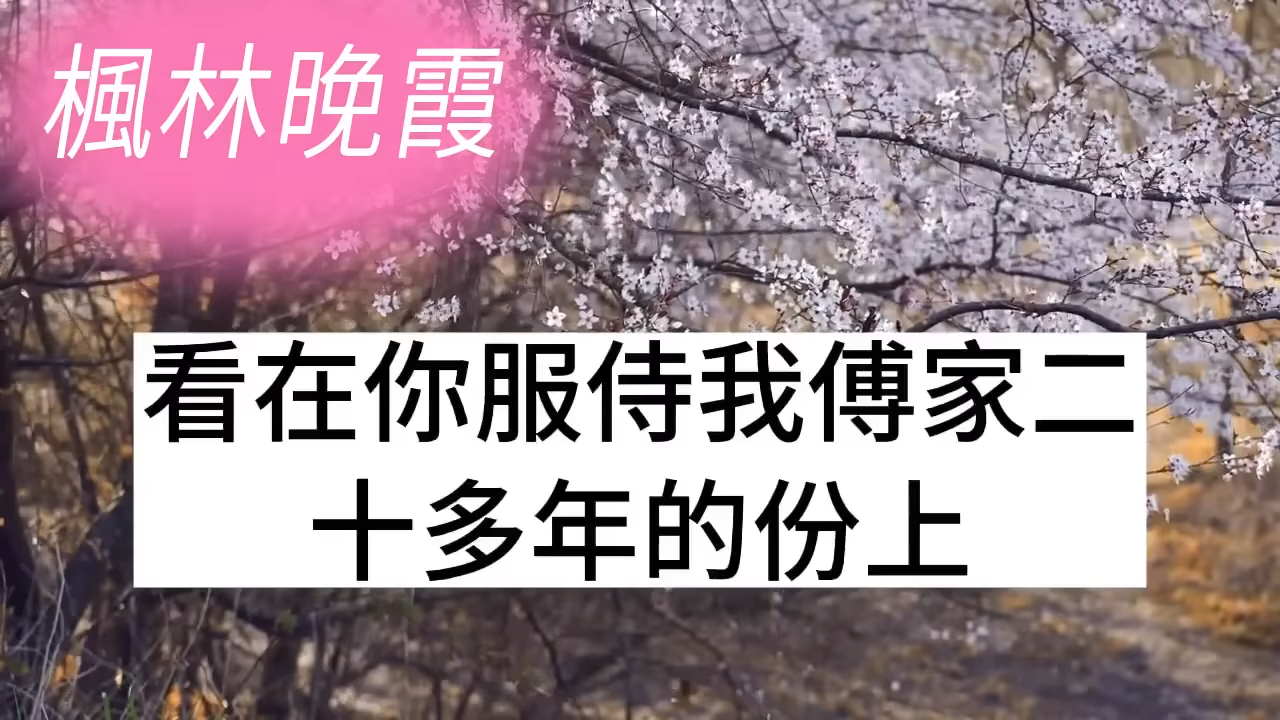 楓林晚霞
看在你服侍我傅家二
十多年的份上